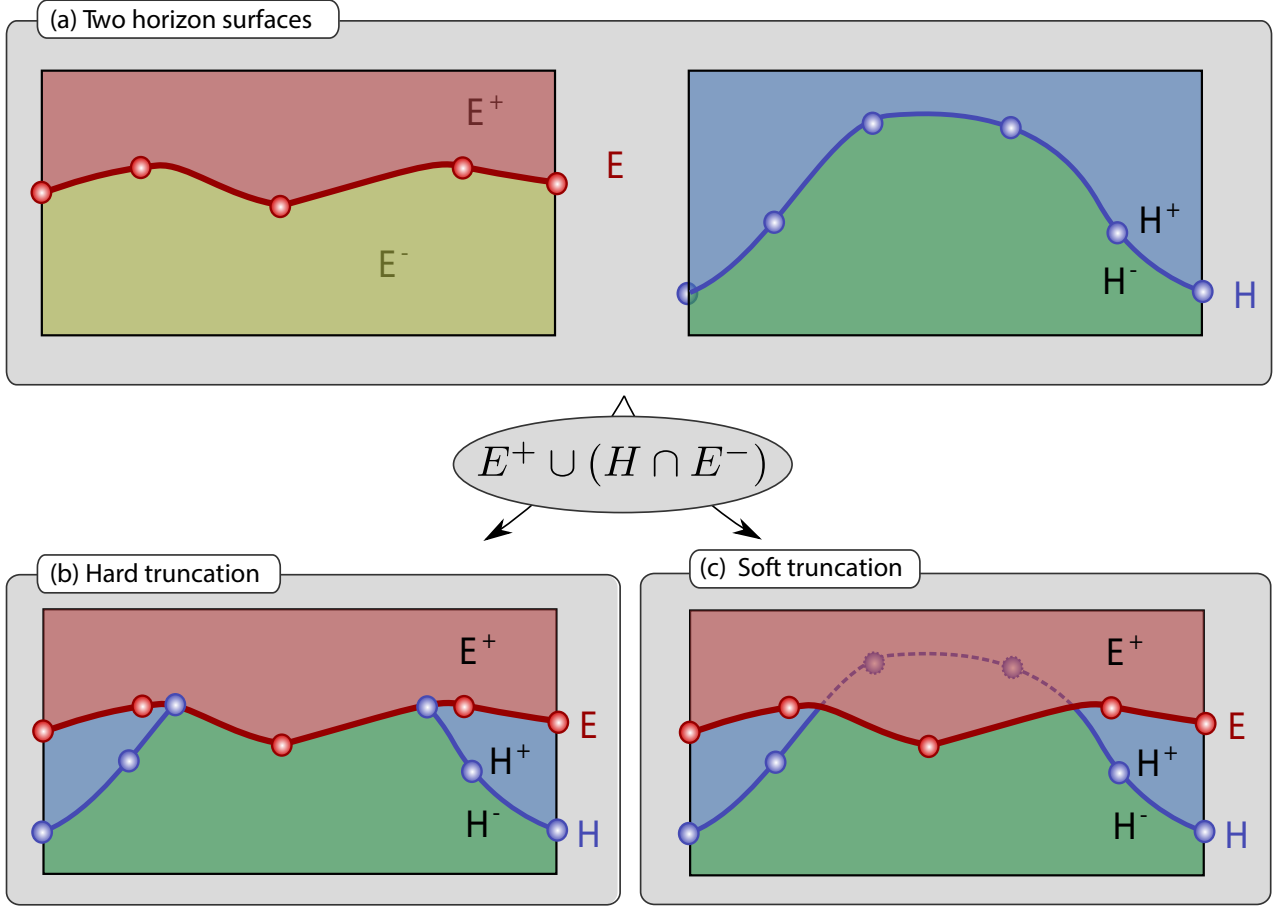 (a) Two horizon surfaces
E⁺
E
E⁻
H⁺
H⁻
H
E⁺ ∪ (H ∩ E⁻)
(b) Hard truncation
E⁺
E
H⁺
H⁻
H
(c) Soft truncation
E⁺
E
H⁺
H⁻
H